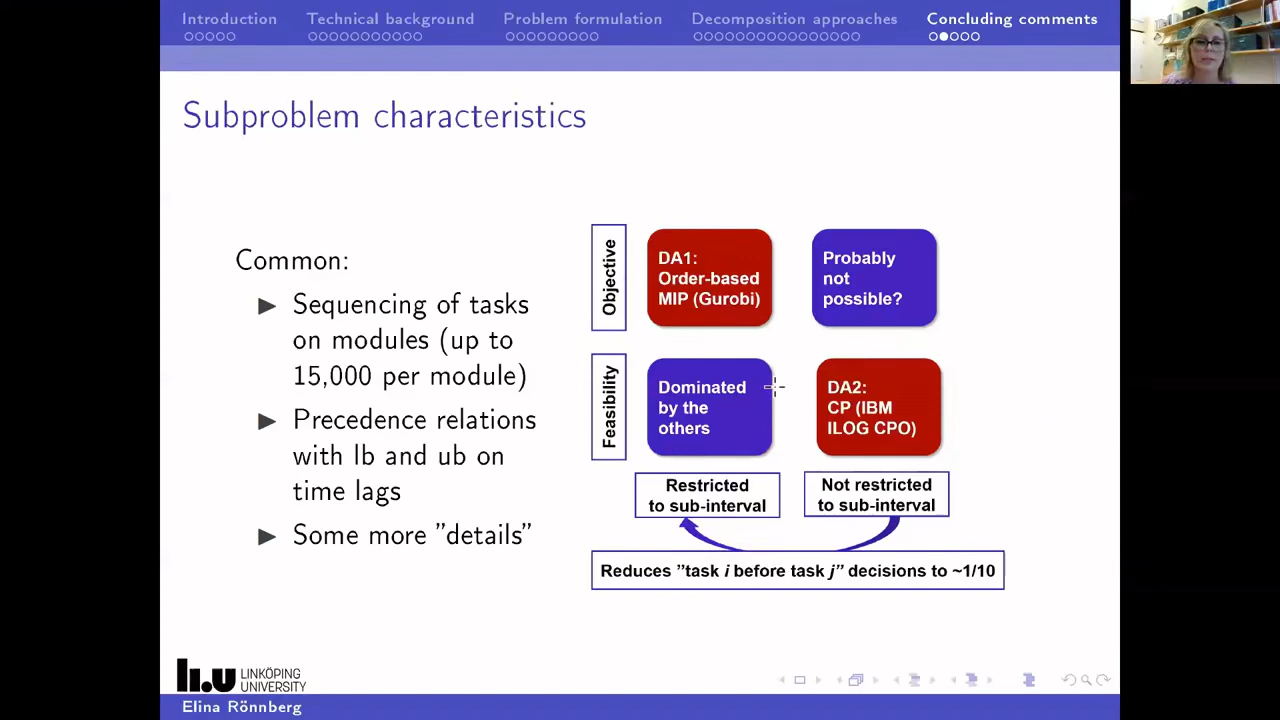 Introduction Technical background Problem formulation Decomposition approaches Concluding comments
Subproblem characteristics
Common:
Sequencing of tasks
on modules (up to
15,000 per module)
Precedence relations
with lb and ub on
time lags
Some more "details"
Objective
DA1:
Order-based
MIP (Gurobi)
Probably
not
possible?
Feasibility
Dominated
by the
others
DA2:
CP (IBM
ILOG CPO)
Restricted
to sub-interval
Not restricted
to sub-interval
Reduces "task i before task j" decisions to ~1/10
LINKÖPING
UNIVERSITY
Elina Rönnberg